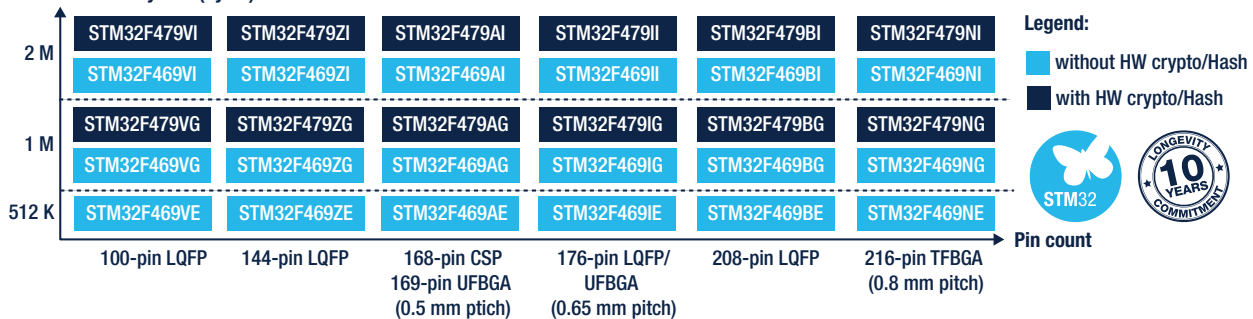 2 M
STM32F479VI STM32F479ZI STM32F479AI STM32F479II STM32F479BI STM32F479NI
STM32F469VI STM32F469ZI STM32F469AI STM32F469II STM32F469BI STM32F469NI
1 M
STM32F479VG STM32F479ZG STM32F479AG STM32F479IG STM32F479BG STM32F479NG
STM32F469VG STM32F469ZG STM32F469AG STM32F469IG STM32F469BG STM32F469NG
512 K
STM32F469VE STM32F469ZE STM32F469AE STM32F469IE STM32F469BE STM32F469NE
Pin count
100-pin LQFP 144-pin LQFP 168-pin CSP 176-pin LQFP/ 208-pin LQFP 216-pin TFBGA
169-pin UFBGA UFBGA (0.8 mm pitch)
(0.5 mm ptich) (0.65 mm pitch)
Legend:
without HW crypto/Hash
with HW crypto/Hash
STM32
LONGEVITY
10
YEARS
COMMITMENT